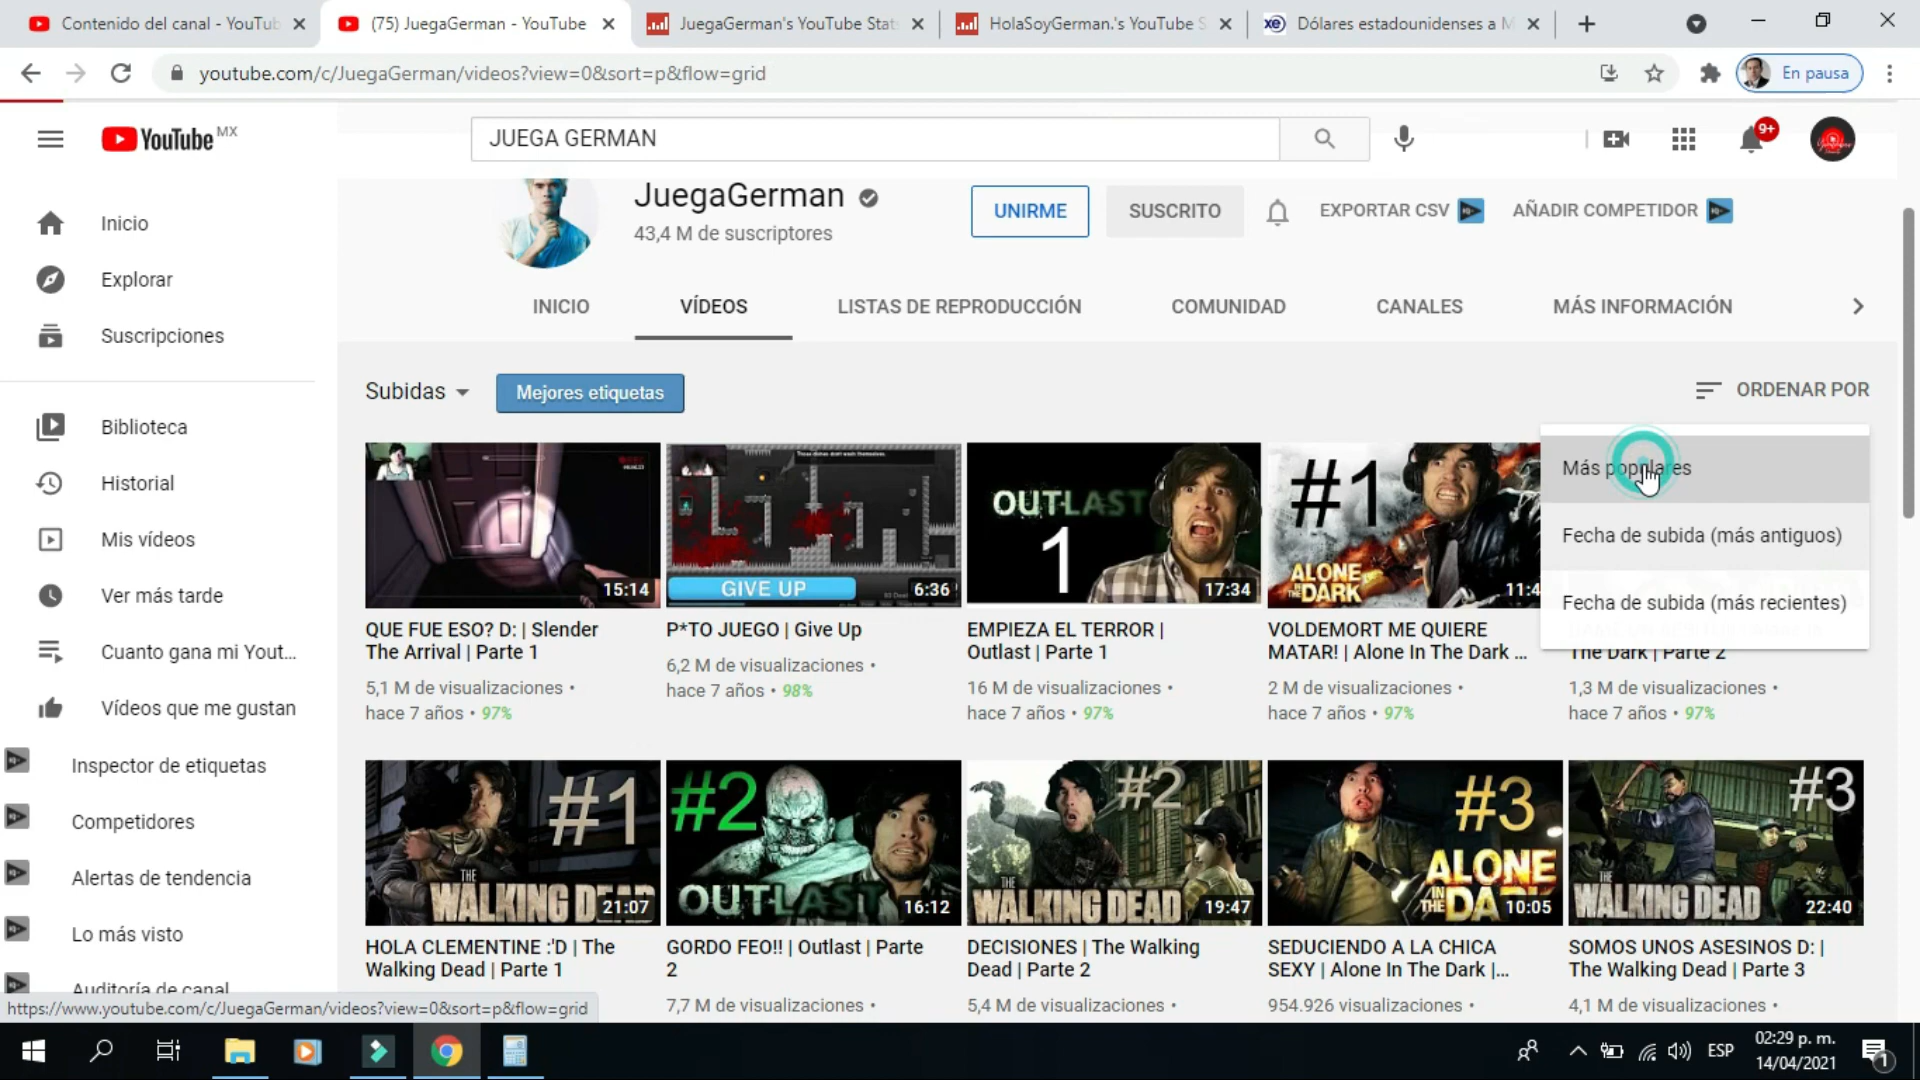 Contenido del canal - YouTub
(75) JuegaGerman - YouTube
JuegaGerman's YouTube Stat
HolaSoyGerman.'s YouTube S
xe
Dólares estadounidenses a M
youtube.com/c/JuegaGerman/videos?view=0&sort=p&flow=grid
En pausa
YouTube MX
JUEGA GERMAN
9+
Inicio
Explorar
Suscripciones
Biblioteca
Historial
Mis vídeos
Ver más tarde
Cuanto gana mi Yout...
Vídeos que me gustan
Inspector de etiquetas
Competidores
Alertas de tendencia
Lo más visto
Auditoría de canal
JuegaGerman
43,4 M de suscriptores
UNIRME
SUSCRITO
EXPORTAR CSV
AÑADIR COMPETIDOR
INICIO
VÍDEOS
LISTAS DE REPRODUCCIÓN
COMUNIDAD
CANALES
MÁS INFORMACIÓN
Subidas
Mejores etiquetas
ORDENAR POR
Más populares
Fecha de subida (más antiguos)
Fecha de subida (más recientes)
15:14
QUE FUE ESO? D: | Slender
The Arrival | Parte 1
5,1 M de visualizaciones •
hace 7 años • 97%
GIVE UP
6:36
P*TO JUEGO | Give Up
6,2 M de visualizaciones •
hace 7 años • 98%
OUTLAST
1
17:34
EMPIEZA EL TERROR |
Outlast | Parte 1
16 M de visualizaciones •
hace 7 años • 97%
#1
ALONE
IN THE DARK
11:4
VOLDEMORT ME QUIERE
MATAR! | Alone In The Dark ...
2 M de visualizaciones •
hace 7 años • 97%
The Dark | Parte 2
1,3 M de visualizaciones •
hace 7 años • 97%
#1
THE
WALKING DEAD
21:07
HOLA CLEMENTINE :'D | The
Walking Dead | Parte 1
#2
OUTLAST
16:12
GORDO FEO!! | Outlast | Parte
2
7,7 M de visualizaciones •
#2
THE
WALKING DEAD
19:47
DECISIONES | The Walking
Dead | Parte 2
5,4 M de visualizaciones •
#3
ALONE
IN THE DA
10:05
SEDUCIENDO A LA CHICA
SEXY | Alone In The Dark |...
954.926 visualizaciones •
#3
THE
WALKING DEAD
22:40
SOMOS UNOS ASESINOS D: |
The Walking Dead | Parte 3
4,1 M de visualizaciones •
https://www.youtube.com/c/JuegaGerman/videos?view=0&sort=p&flow=grid
ESP
02:29 p. m.
14/04/2021
1